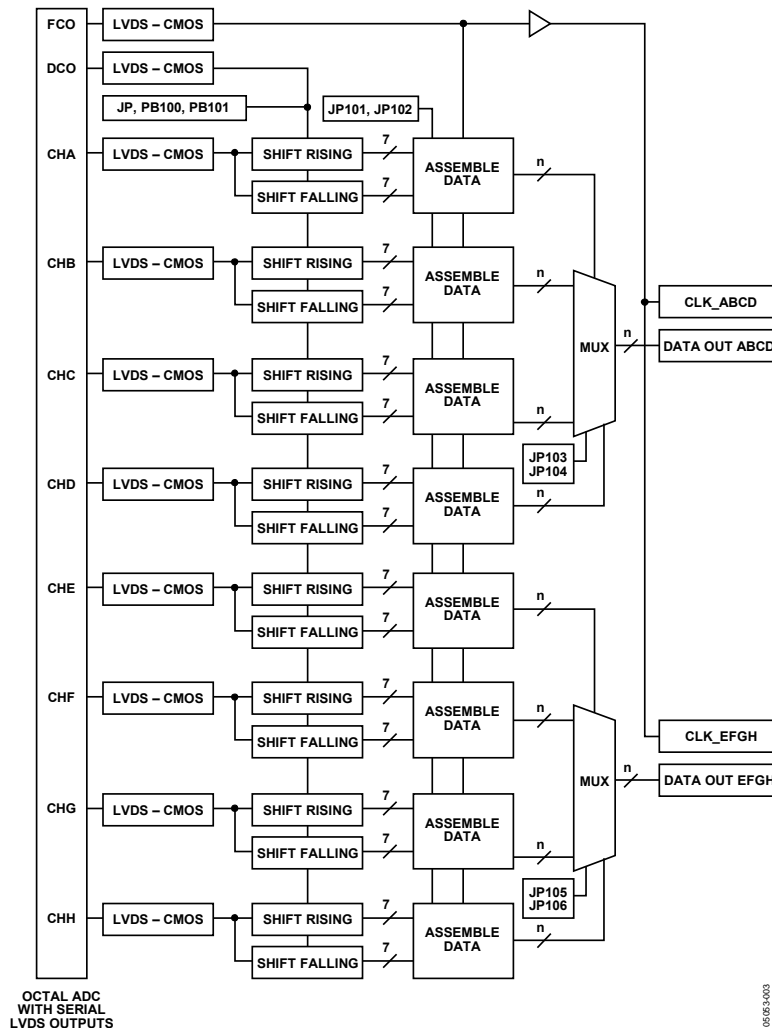 FCO
LVDS – CMOS
DCO
LVDS – CMOS
JP, PB100, PB101
JP101, JP102
CHA
LVDS – CMOS
SHIFT RISING
7
SHIFT FALLING
7
ASSEMBLE
DATA
n
CHB
LVDS – CMOS
SHIFT RISING
7
SHIFT FALLING
7
ASSEMBLE
DATA
n
CHC
LVDS – CMOS
SHIFT RISING
7
SHIFT FALLING
7
ASSEMBLE
DATA
n
CHD
LVDS – CMOS
SHIFT RISING
7
SHIFT FALLING
7
ASSEMBLE
DATA
n
MUX
JP103
JP104
n
CLK_ABCD
DATA OUT ABCD
CHE
LVDS – CMOS
SHIFT RISING
7
SHIFT FALLING
7
ASSEMBLE
DATA
n
CHF
LVDS – CMOS
SHIFT RISING
7
SHIFT FALLING
7
ASSEMBLE
DATA
n
CHG
LVDS – CMOS
SHIFT RISING
7
SHIFT FALLING
7
ASSEMBLE
DATA
n
CHH
LVDS – CMOS
SHIFT RISING
7
SHIFT FALLING
7
ASSEMBLE
DATA
n
MUX
JP105
JP106
n
CLK_EFGH
DATA OUT EFGH
OCTAL ADC
WITH SERIAL
LVDS OUTPUTS
05053-003